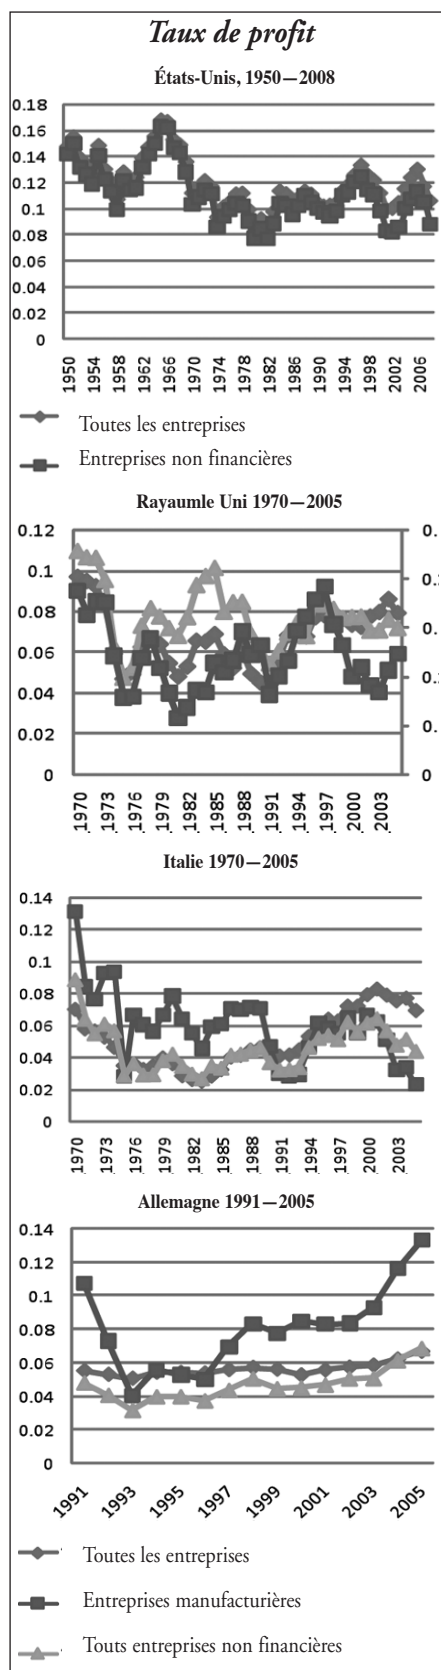 Taux de profit
États-Unis, 1950—2008
0.18
0.16
0.14
0.12
0.1
0.08
0.06
0.04
0.02
0
1950 1954 1958 1962 1966 1970 1974 1978 1982 1986 1990 1994 1998 2002 2006
Toutes les entreprises
Entreprises non financières
Rayaumle Uni 1970—2005
0.12
0.1
0.08
0.06
0.04
0.02
0
0.
0.
0.
0.
0.
0
1970 1973 1976 1979 1982 1985 1988 1991 1994 1997 2000 2003
Italie 1970—2005
0.14
0.12
0.1
0.08
0.06
0.04
0.02
0
1970 1973 1976 1979 1982 1985 1988 1991 1994 1997 2000 2003
Allemagne 1991—2005
0.14
0.12
0.1
0.08
0.06
0.04
0.02
0
1991 1993 1995 1997 1999 2001 2003 2005
Toutes les entreprises
Entreprises manufacturières
Touts entreprises non financières